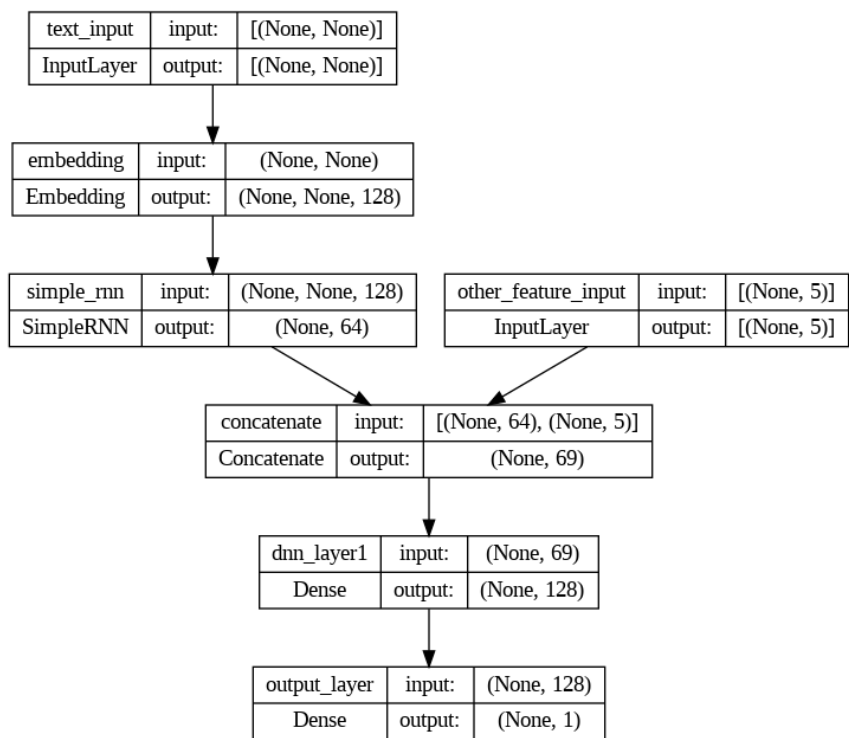 text_input input: [(None, None)]
InputLayer output: [(None, None)]
embedding input: (None, None)
Embedding output: (None, None, 128)
simple_rnn input: (None, None, 128)
SimpleRNN output: (None, 64)
other_feature_input input: [(None, 5)]
InputLayer output: [(None, 5)]
concatenate input: [(None, 64), (None, 5)]
Concatenate output: (None, 69)
dnn_layer1 input: (None, 69)
Dense output: (None, 128)
output_layer input: (None, 128)
Dense output: (None, 1)